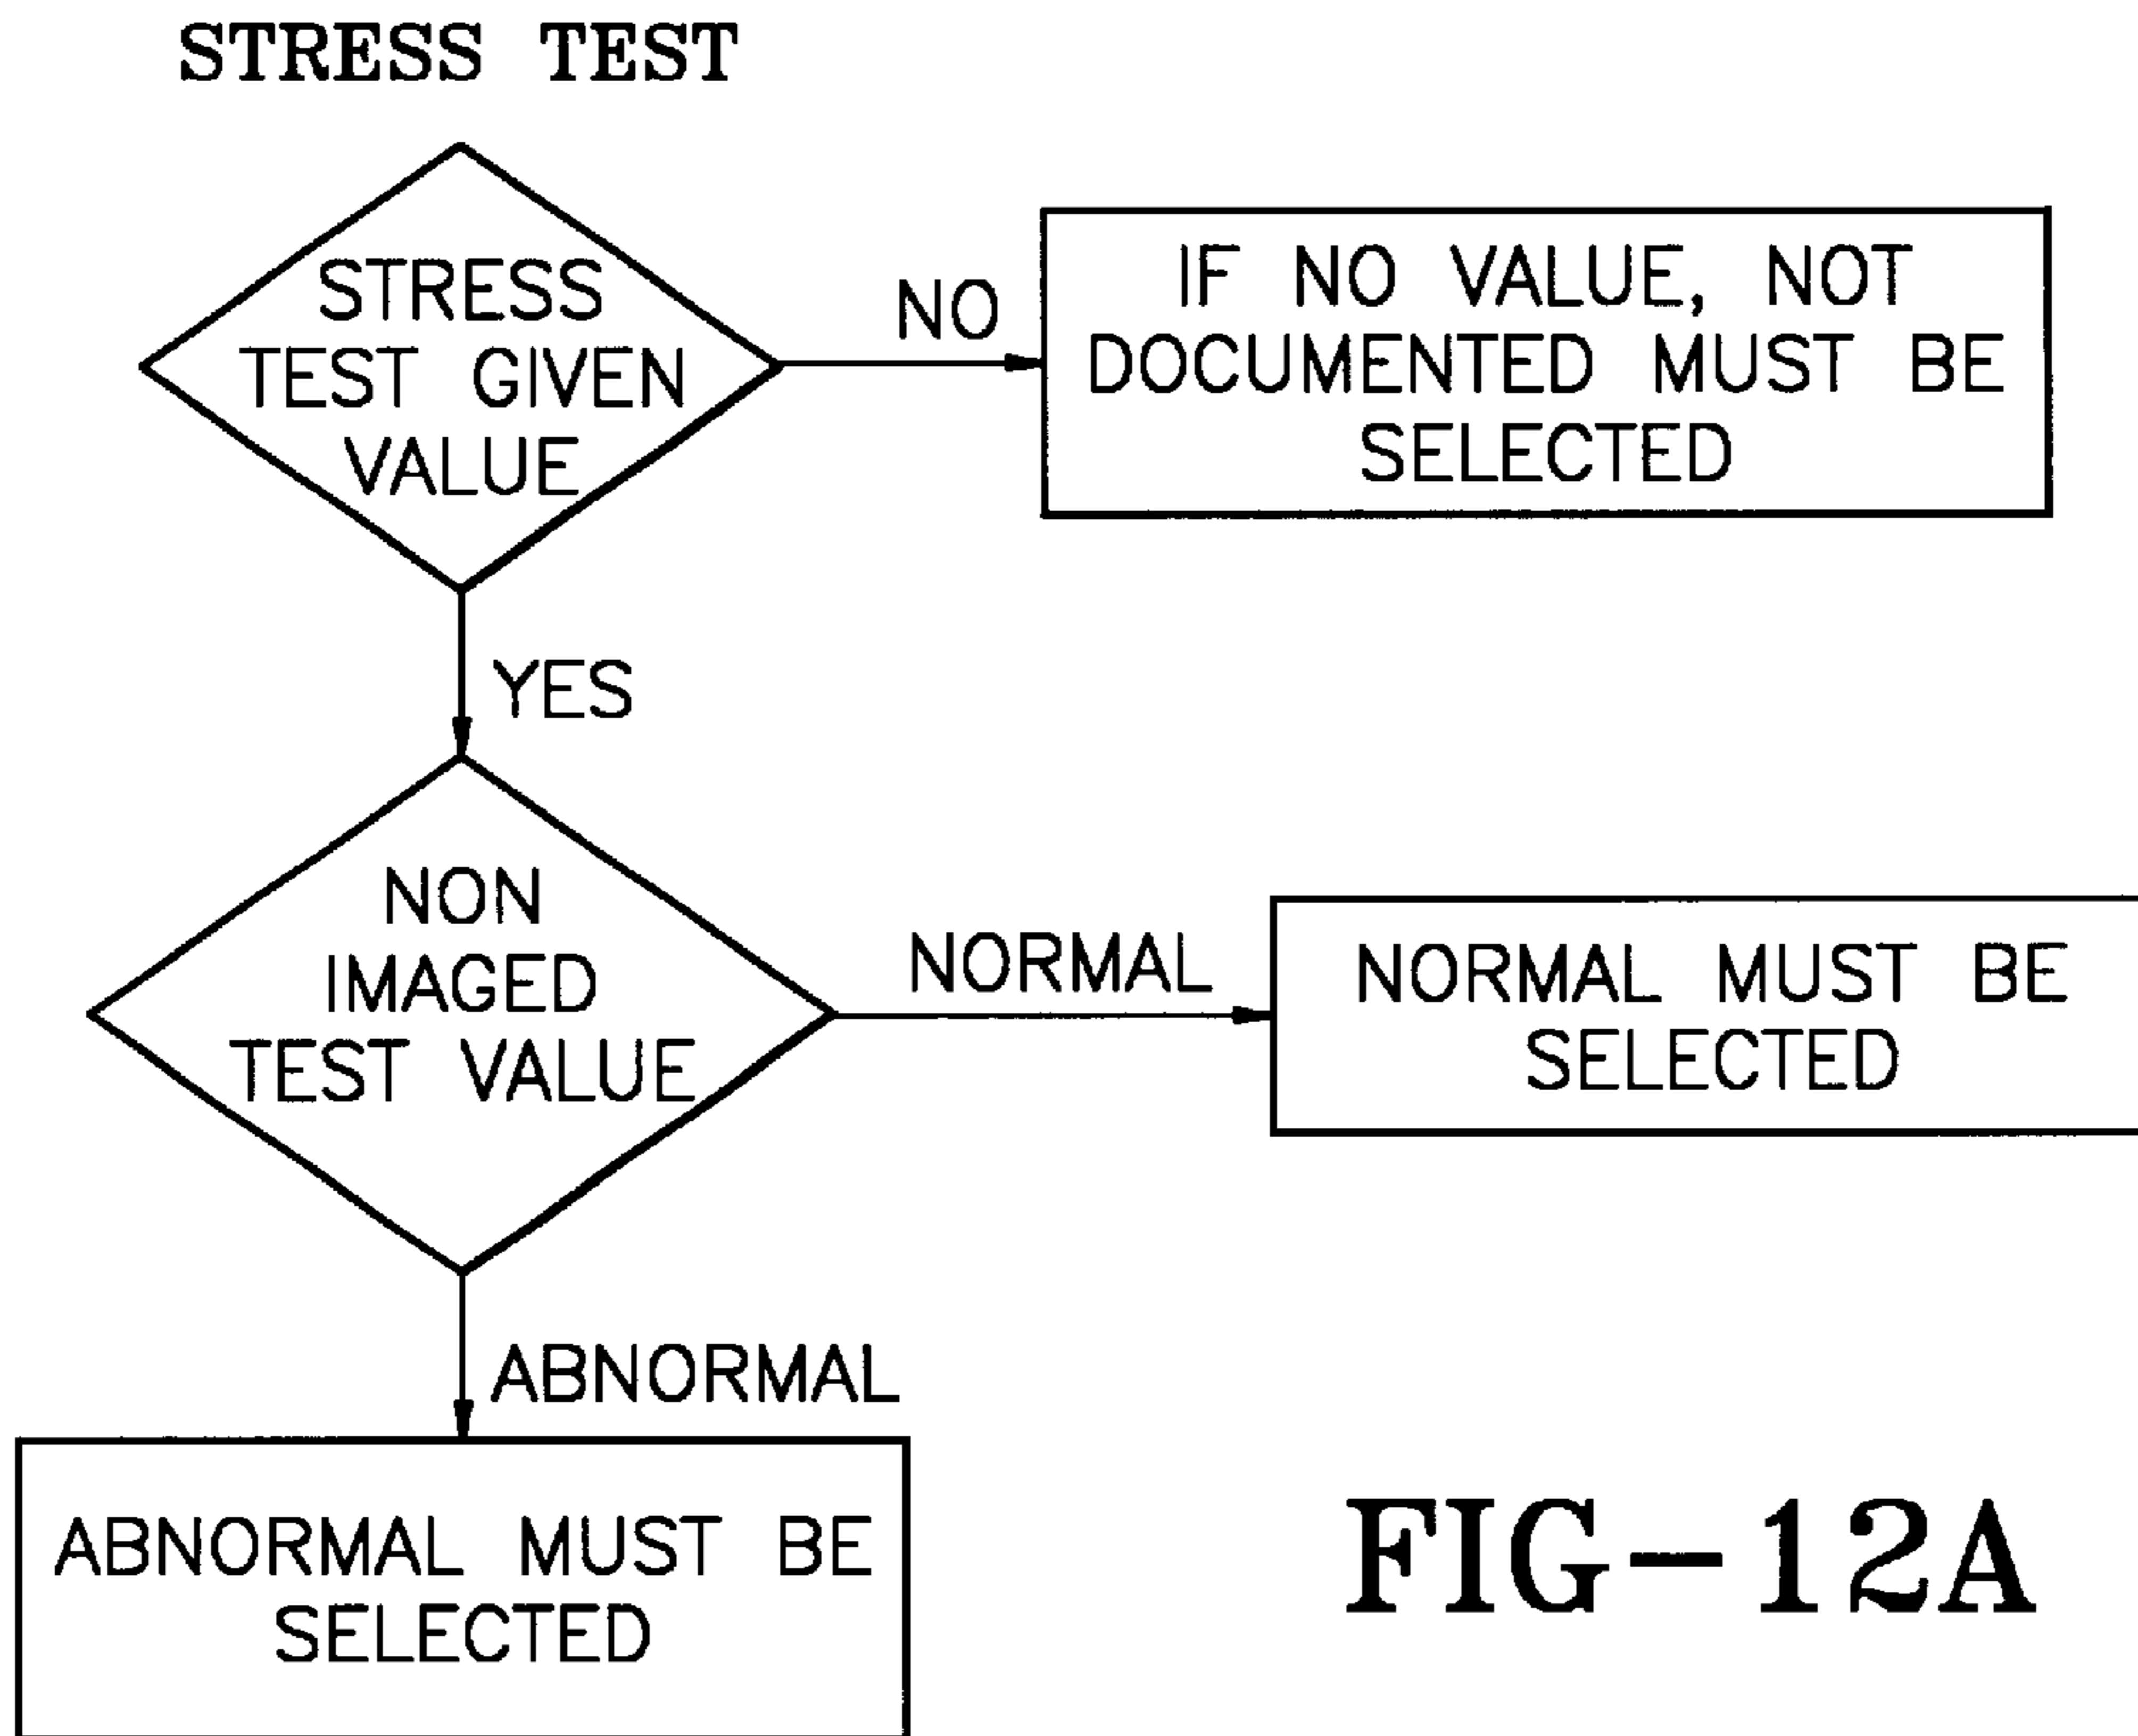 STRESS TEST
STRESS
TEST GIVEN
VALUE
NO
IF NO VALUE, NOT
DOCUMENTED MUST BE
SELECTED
YES
NON
IMAGED
TEST VALUE
NORMAL
NORMAL MUST BE
SELECTED
ABNORMAL
ABNORMAL MUST BE
SELECTED
FIG-12A